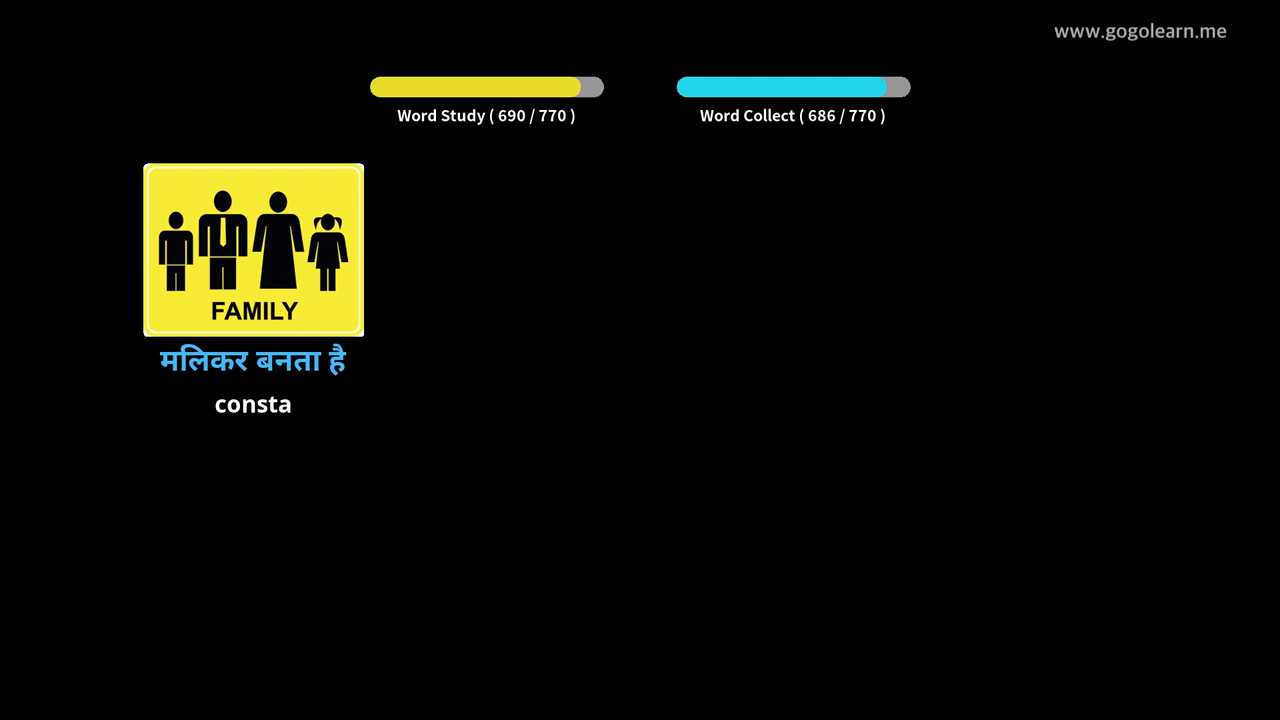 www.gogolearn.me
Word Study ( 690 / 770 )
Word Collect ( 686 / 770 )
FAMILY
मलिकर बनता है
consta